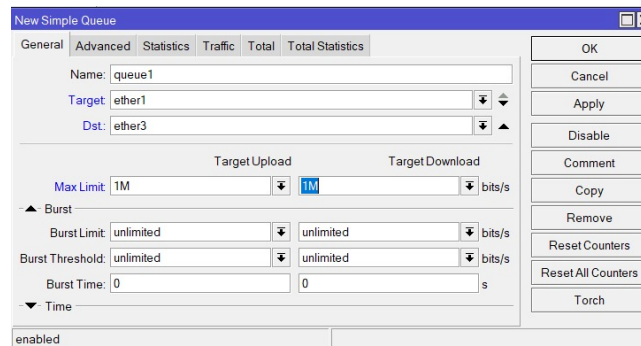 New Simple Queue
General Advanced Statistics Traffic Total Total Statistics
Name: queue1
Target: ether1
Dst.: ether3
Target Upload Target Download
Max Limit: 1M 1M bits/s
Burst
Burst Limit: unlimited unlimited bits/s
Burst Threshold: unlimited unlimited bits/s
Burst Time: 0 0 s
Time
enabled
OK
Cancel
Apply
Disable
Comment
Copy
Remove
Reset Counters
Reset All Counters
Torch